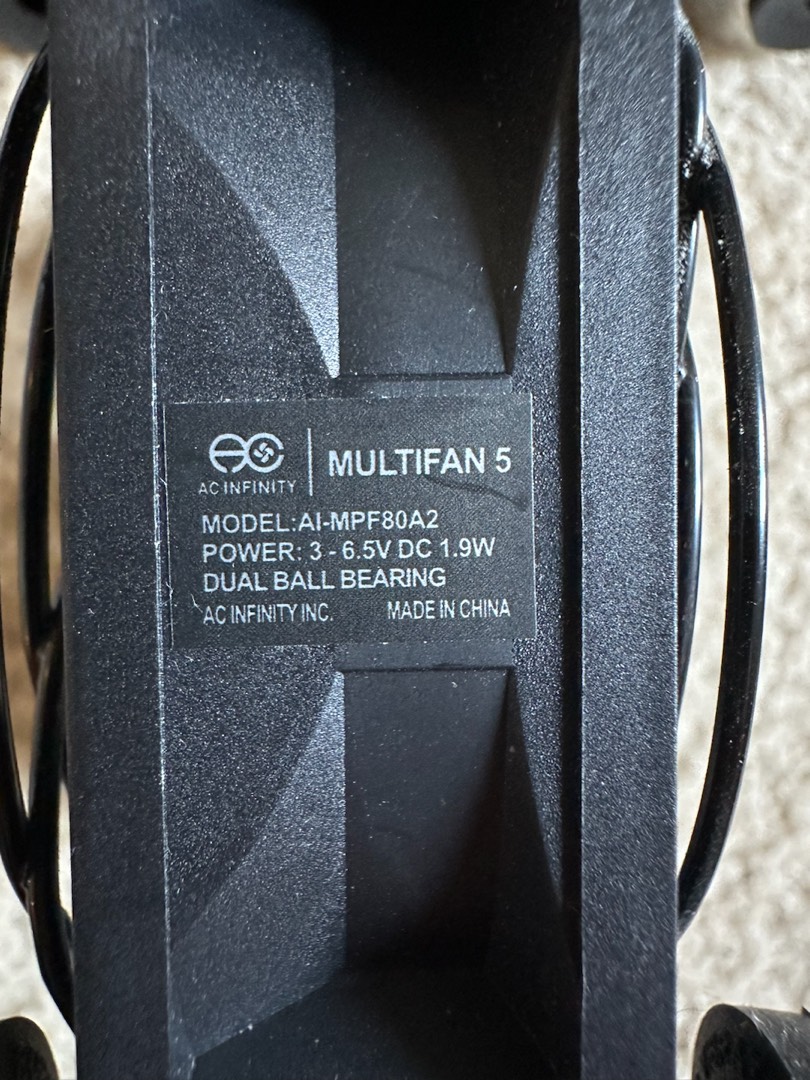 AC INFINITY
MULTIFAN 5
MODEL:AI-MPF80A2
POWER: 3 - 6.5V DC 1.9W
DUAL BALL BEARING
AC INFINITY INC. MADE IN CHINA